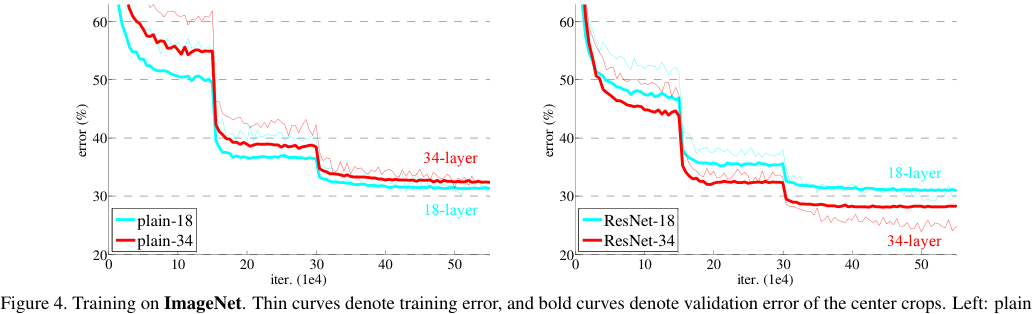 60
50
40
30
20
error (%)
0 10 20 30 40 50
iter. (1e4)
34-layer
18-layer
plain-18
plain-34
60
50
40
30
20
error (%)
0 10 20 30 40 50
iter. (1e4)
18-layer
34-layer
ResNet-18
ResNet-34
Figure 4. Training on ImageNet. Thin curves denote training error, and bold curves denote validation error of the center crops. Left: plain